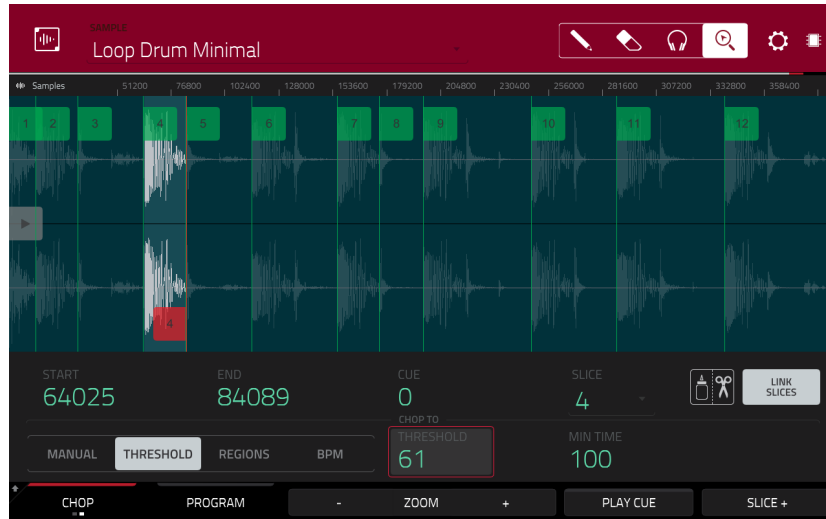 SAMPLE
Loop Drum Minimal
Samples 51200 76800 102400 128000 153600 179200 204800 230400 256000 281600 307200 332800 358400
1 2 3 4 5 6 7 8 9 10 11 12
4
START END CUE SLICE
64025 84089 0 4
LINK SLICES
CHOP TO
MANUAL THRESHOLD REGIONS BPM
THRESHOLD MIN TIME
61 100
CHOP PROGRAM - ZOOM + PLAY CUE SLICE +